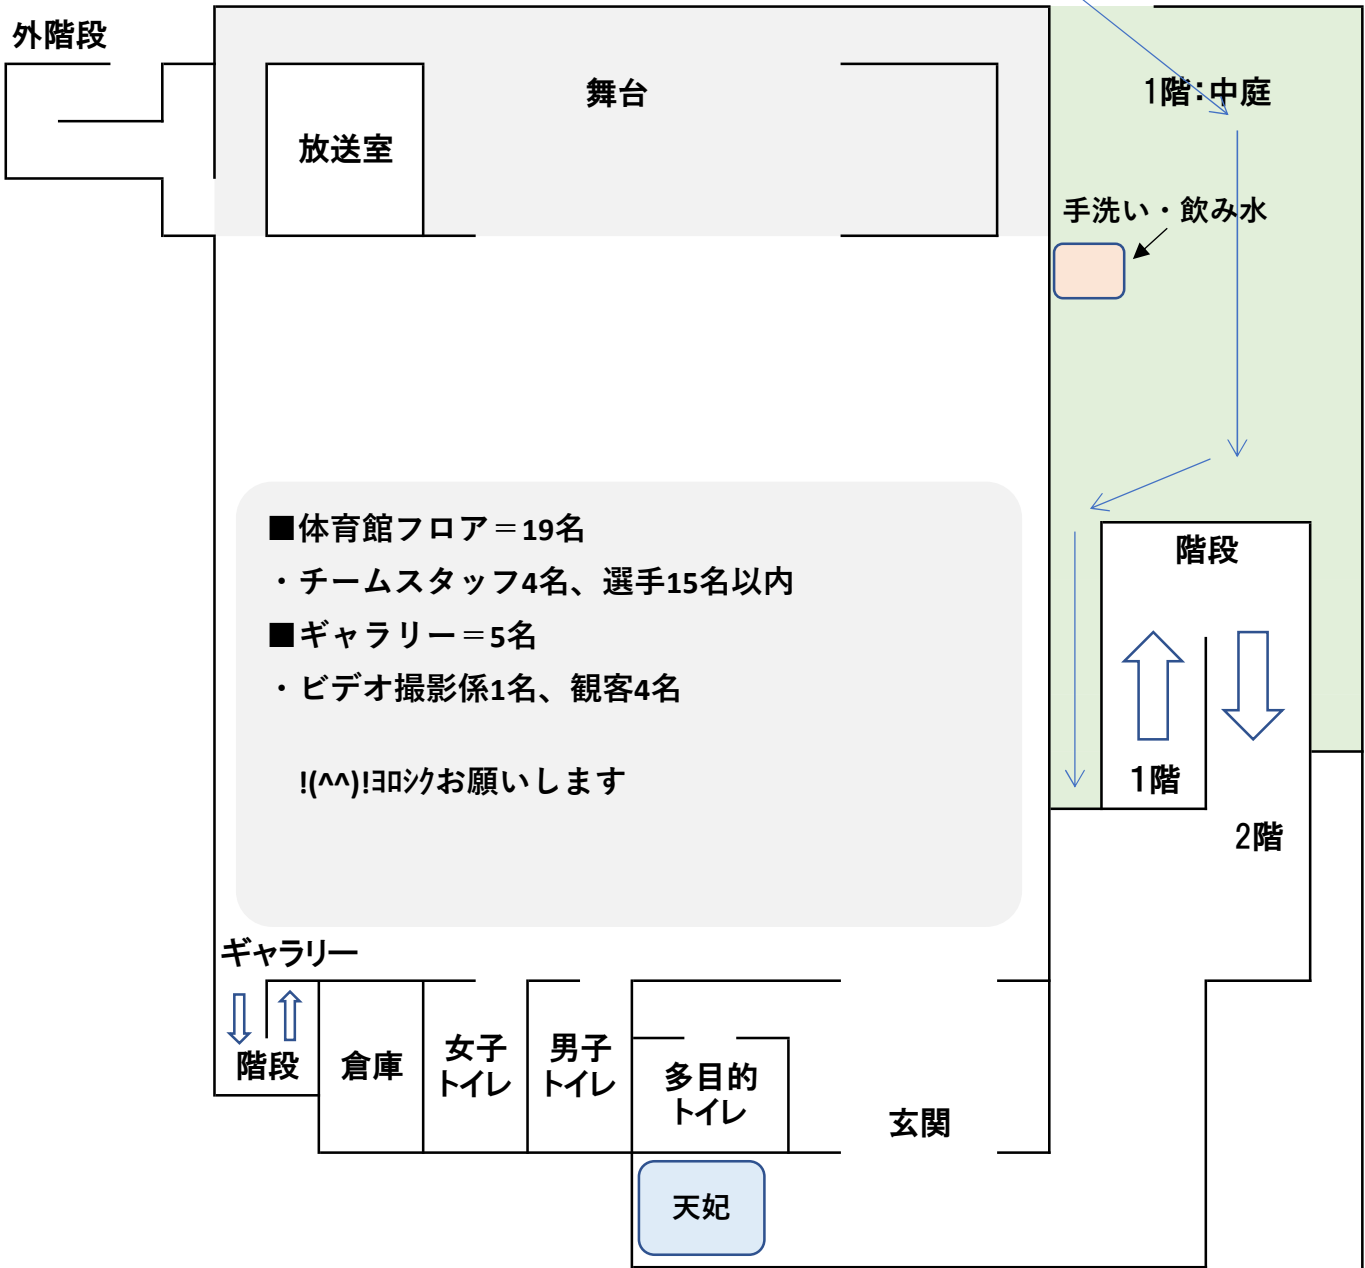 外階段
舞台
1階:中庭
放送室
手洗い・飲み水
■体育館フロア＝19名
・チームスタッフ4名、選手15名以内
■ギャラリー＝5名
・ビデオ撮影係1名、観客4名
!(^^)!ﾖﾛｼｸお願いします
階段
1階
2階
ギャラリー
階段
倉庫
女子
トイレ
男子
トイレ
多目的
トイレ
玄関
天妃